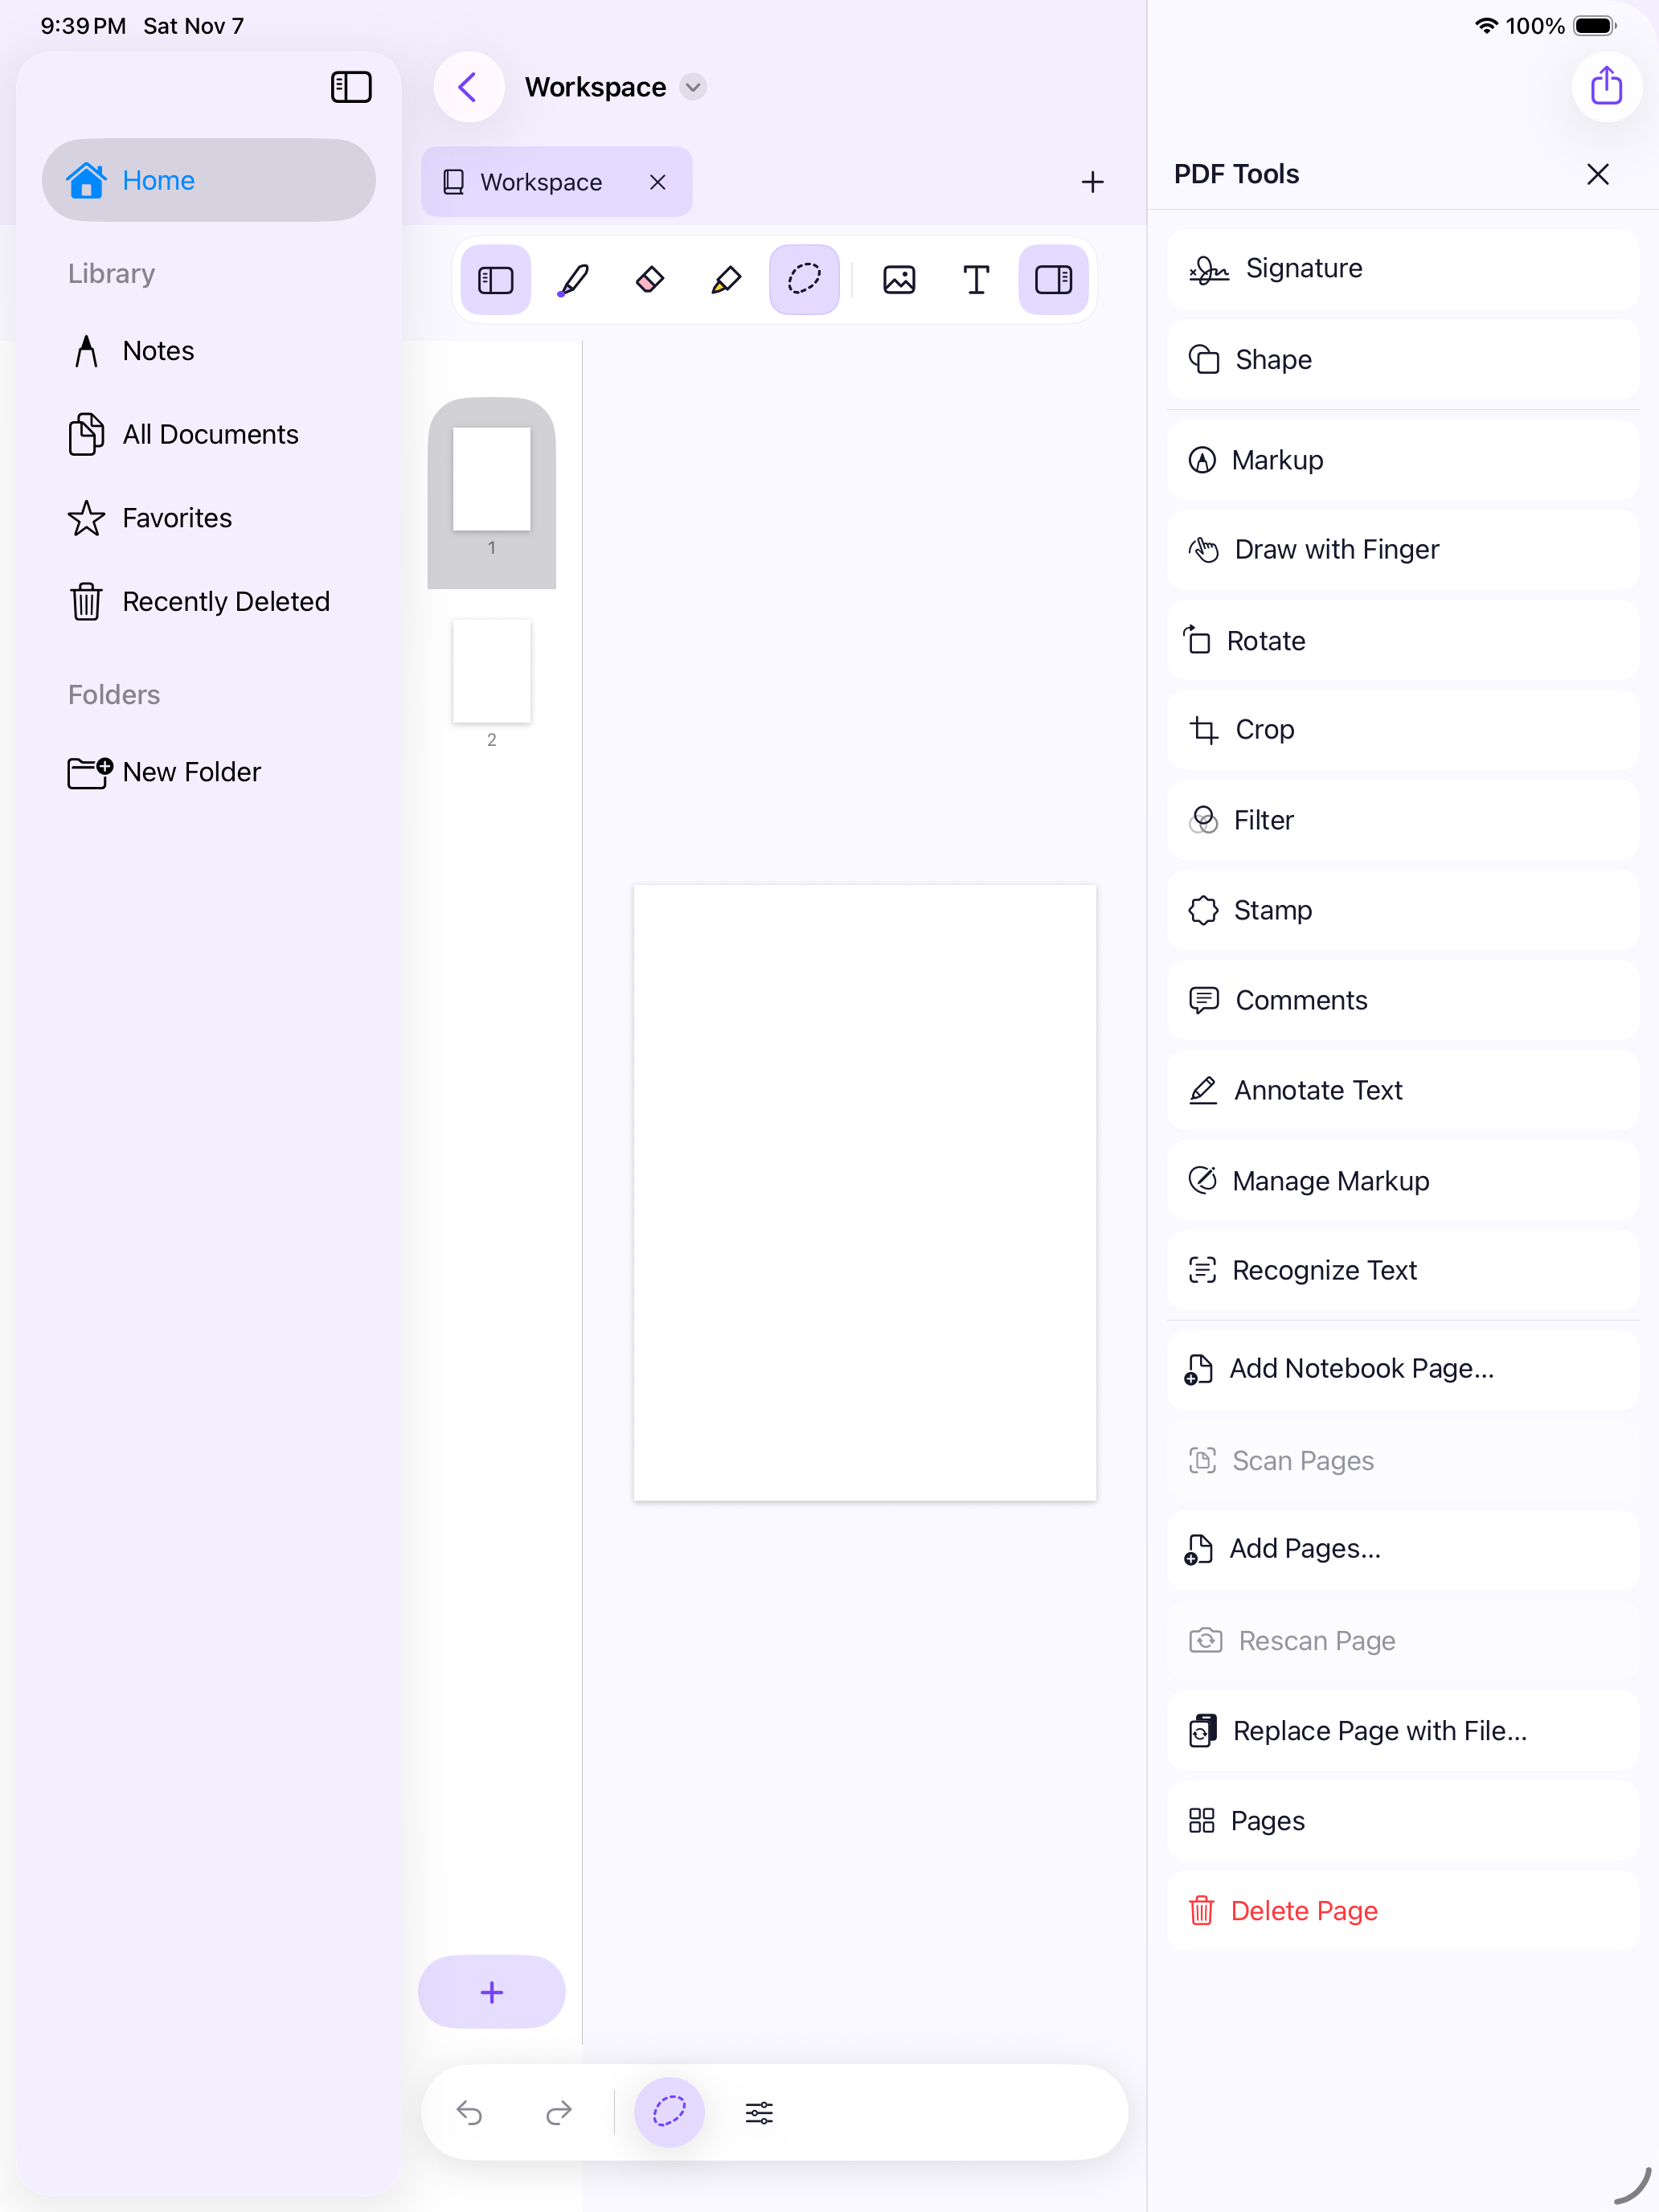 9:39 PM Sat Nov 7
100%
Home
Library
Notes
All Documents
Favorites
Recently Deleted
Folders
New Folder
Workspace
Workspace
1
2
PDF Tools
Signature
Shape
Markup
Draw with Finger
Rotate
Crop
Filter
Stamp
Comments
Annotate Text
Manage Markup
Recognize Text
Add Notebook Page...
Scan Pages
Add Pages...
Rescan Page
Replace Page with File...
Pages
Delete Page